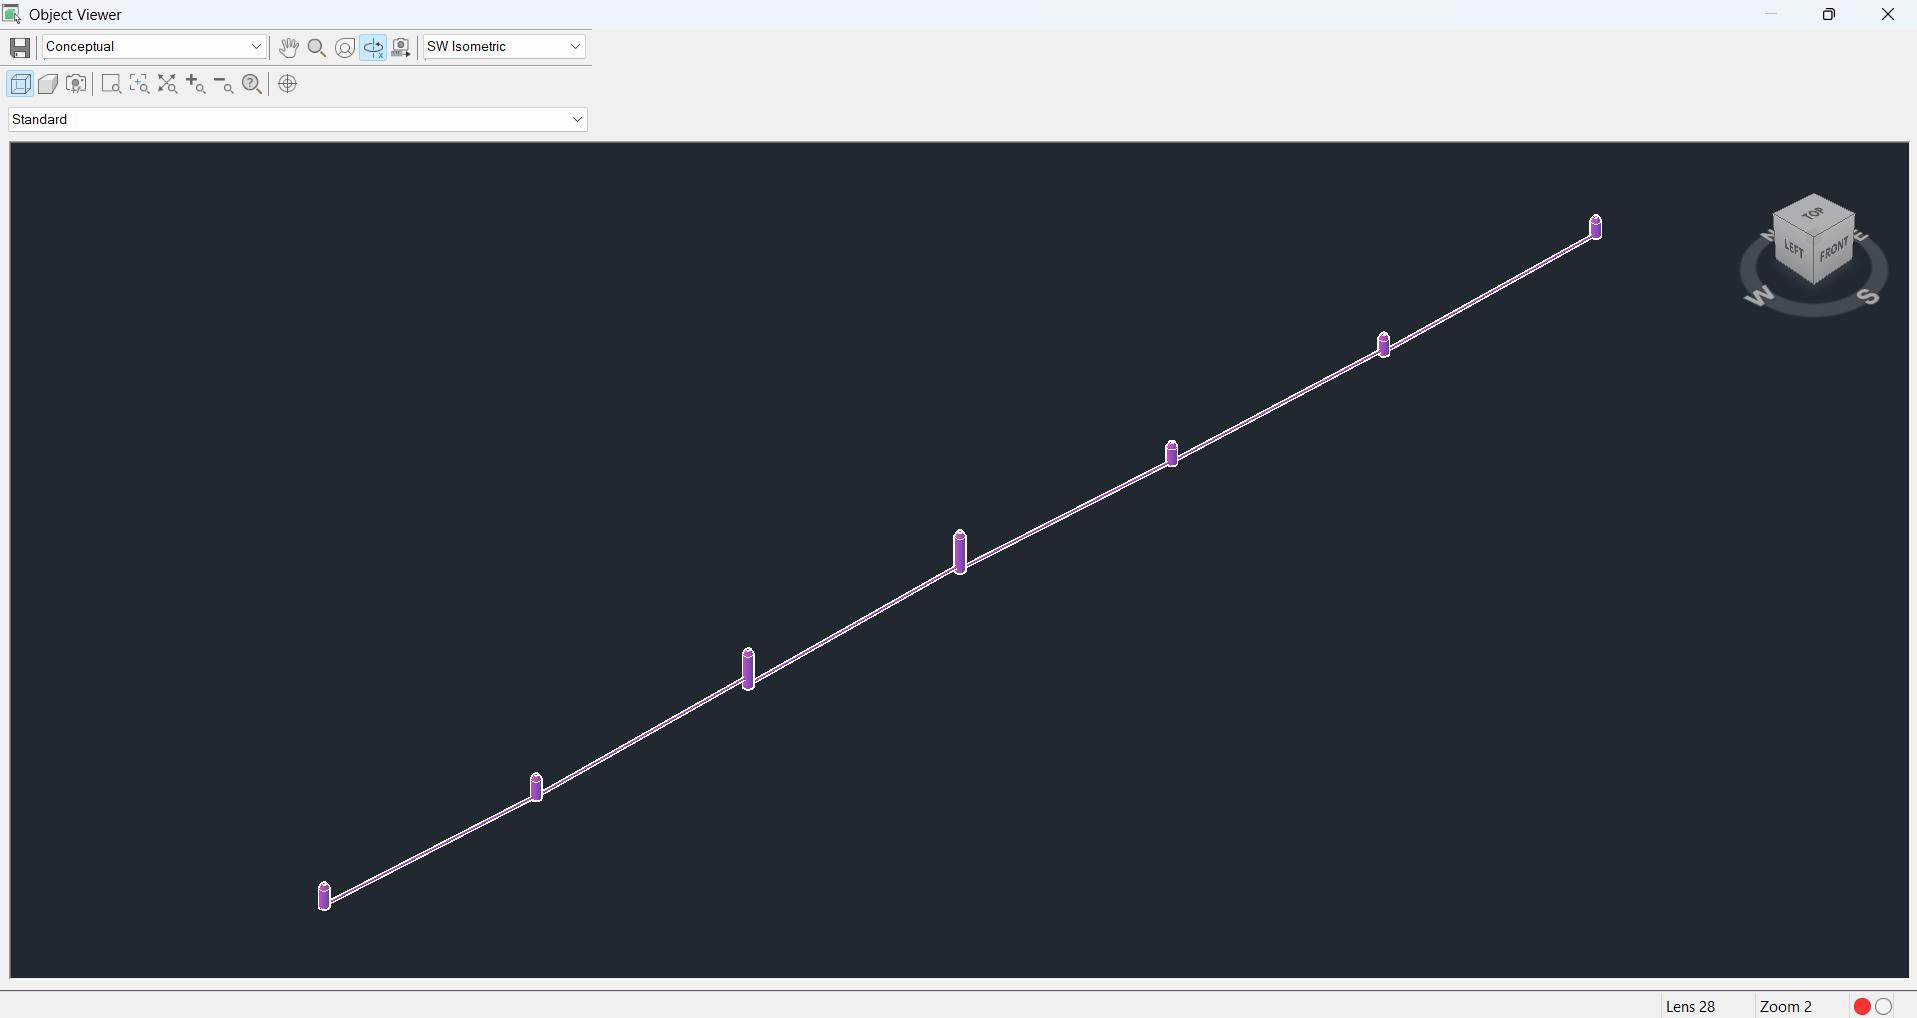 Object Viewer
Conceptual
SW Isometric
Standard
TOP
N
E
LEFT
FRONT
W
S
Lens 28
Zoom 2